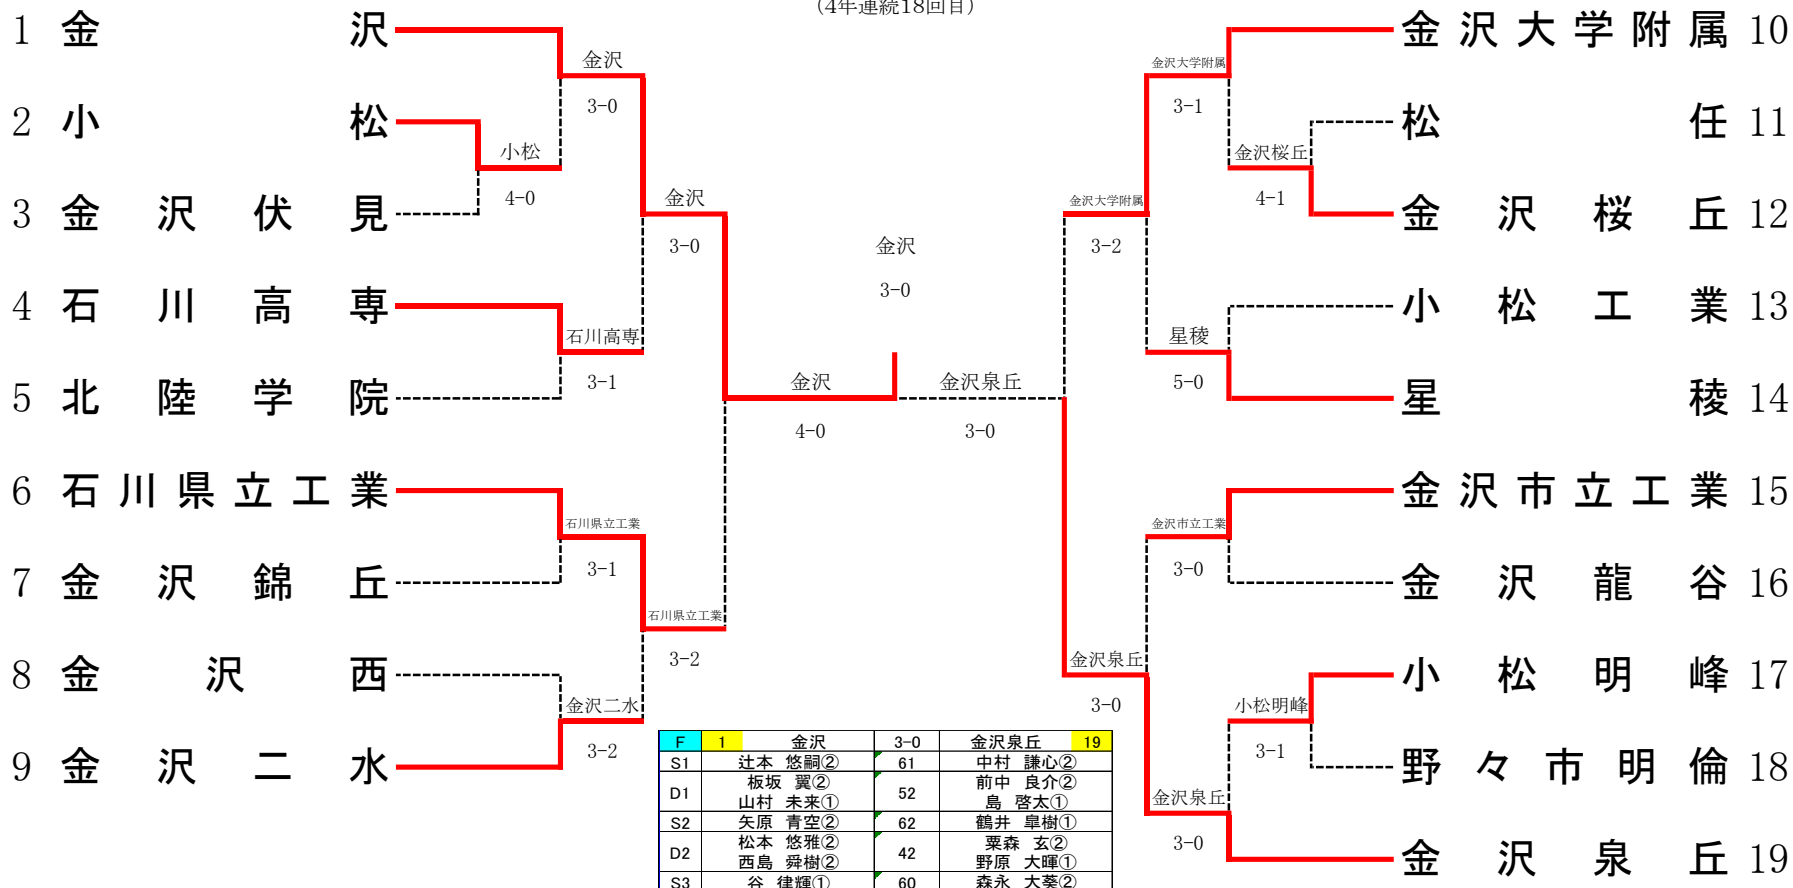 (4年連続18回目)
1 金沢
金沢大学附属 10
金沢
3-0
金沢大学附属
3-1
2 小松
松任 11
小松
4-0
金沢桜丘
4-1
3 金沢伏見
金沢桜丘 12
金沢
3-0
金沢大学附属
3-2
金沢
3-0
4 石川高専
小松工業 13
石川高専
3-1
星稜
5-0
5 北陸学院
星稜 14
金沢
4-0
金沢泉丘
3-0
6 石川県立工業
金沢市立工業 15
石川県立工業
3-1
金沢市立工業
3-0
7 金沢錦丘
金沢龍谷 16
石川県立工業
3-2
金沢泉丘
3-0
8 金沢西
小松明峰 17
金沢二水
3-2
小松明峰
3-1
9 金沢二水
野々市明倫 18
金沢泉丘
3-0
金沢泉丘 19
F 1 金沢 3-0 金沢泉丘 19
S1 辻本 悠嗣② 61 中村 謙心②
D1 板坂 翼② 52 前中 良介②
山村 未来① 島 啓太①
S2 矢原 青空② 62 鶴井 皐樹①
D2 松本 悠雅② 42 粟森 玄②
西島 舜樹② 野原 大暉①
S3 谷 律輝① 60 森永 大葵②